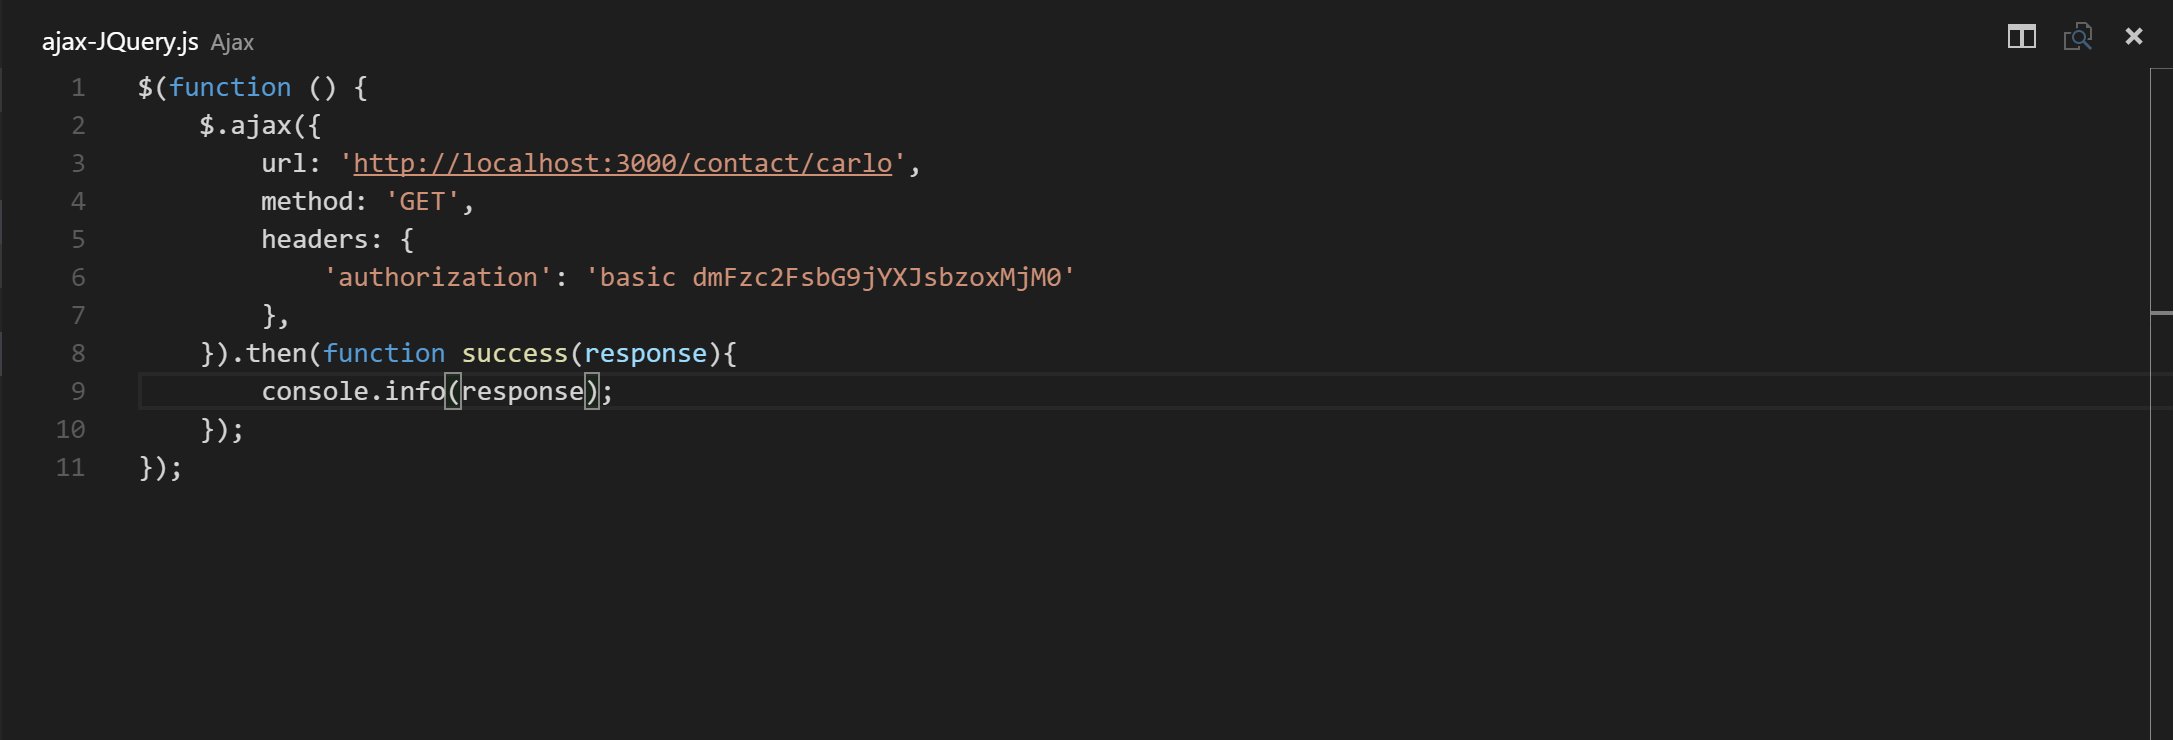 ajax-JQuery.js Ajax
1 $(function () {
2 $.ajax({
3 url: 'http://localhost:3000/contact/carlo',
4 method: 'GET',
5 headers: {
6 'authorization': 'basic dmFzc2FsbG9jYXJsbzoxMjM0'
7 },
8 }).then(function success(response){
9 console.info(response);
10 });
11 });